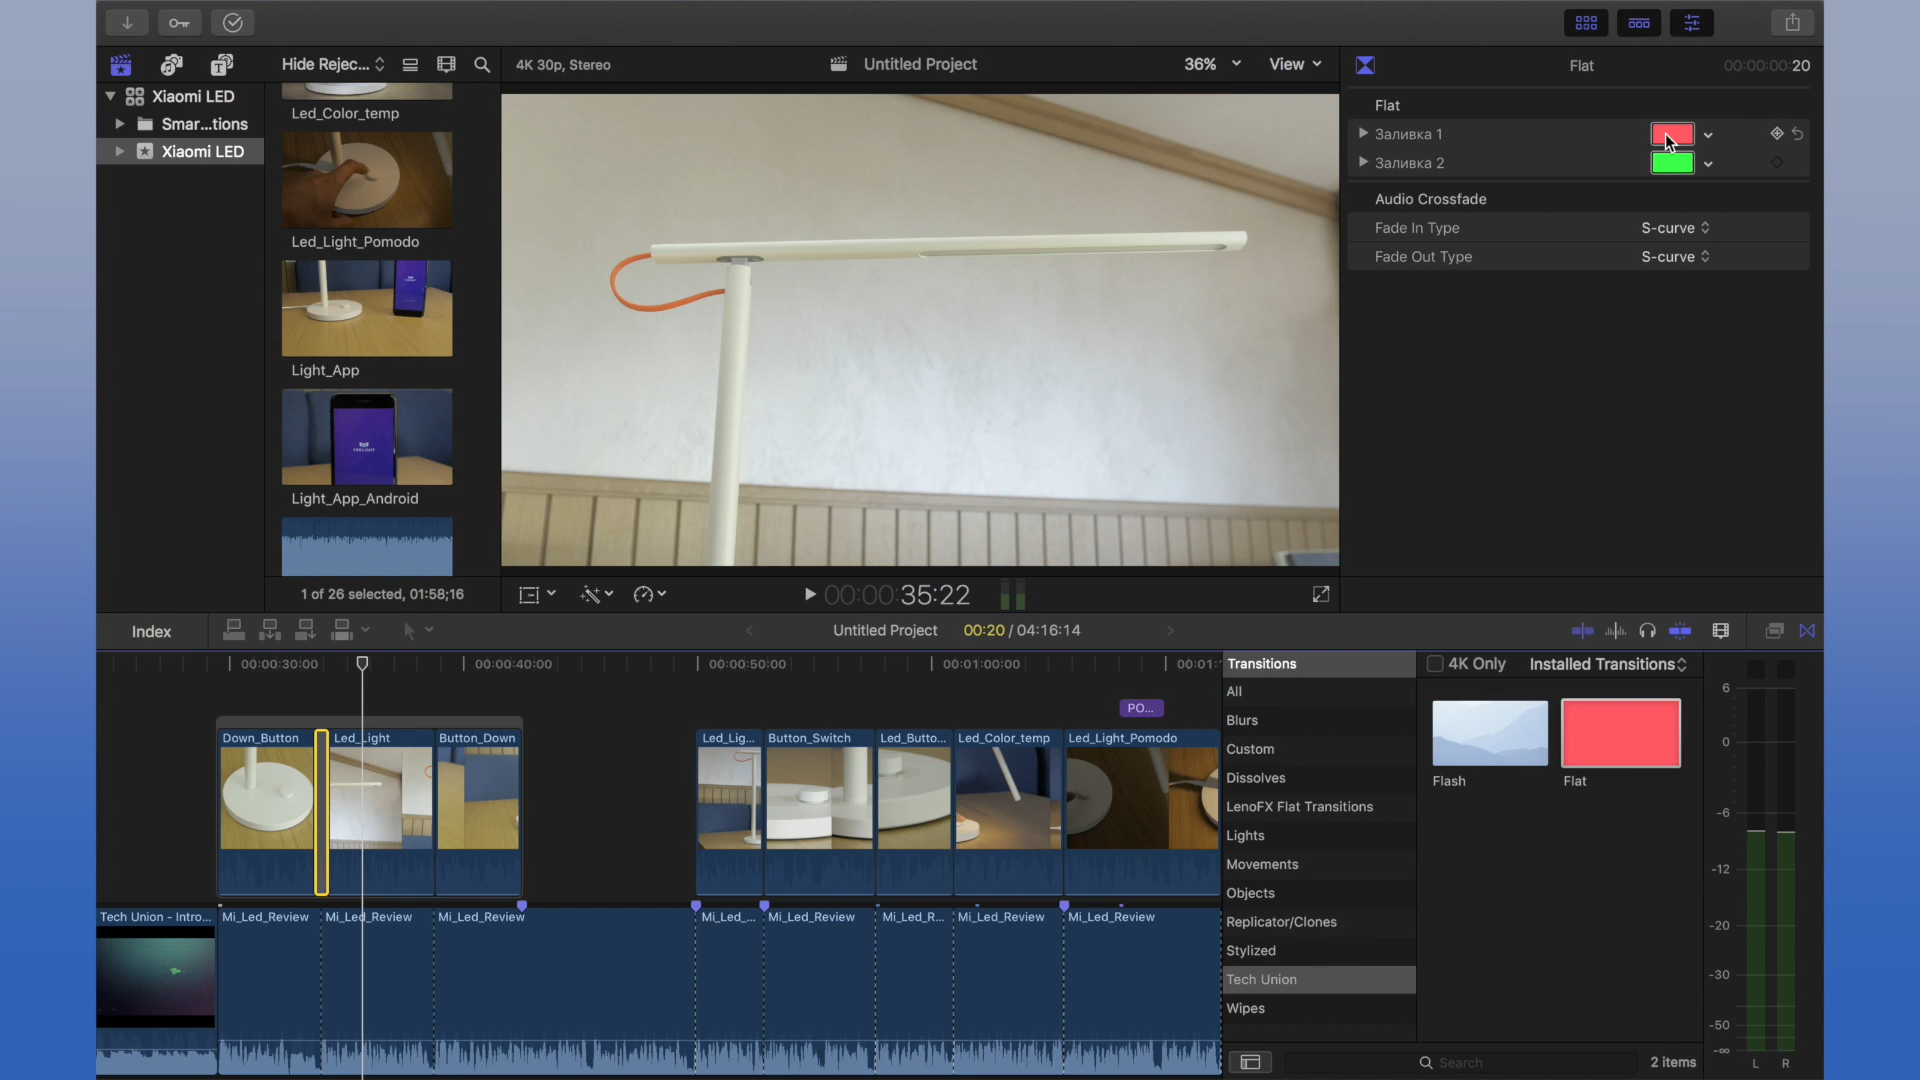 Hide Rejec...
4K 30p, Stereo
Untitled Project
36%
View
Flat
00:00:00:20
Xiaomi LED
Smar...tions
Xiaomi LED
Led_Color_temp
Led_Light_Pomodo
Light_App
Light_App_Android
1 of 26 selected, 01:58;16
Flat
Заливка 1
Заливка 2
Audio Crossfade
Fade In Type
S-curve
Fade Out Type
S-curve
00:00:00:35:22
Index
Untitled Project
00:20 / 04:16:14
00:00:30:00
00:00:40:00
00:00:50:00
00:01:00:00
00:01:
PO...
Down_Button
Led_Light
Button_Down
Led_Lig...
Button_Switch
Led_Butto...
Led_Color_temp
Led_Light_Pomodo
Tech Union - Intro...
Mi_Led_Review
Mi_Led_Review
Mi_Led_Review
Mi_Led_...
Mi_Led_Review
Mi_Led_R...
Mi_Led_Review
Mi_Led_Review
Transitions
All
Blurs
Custom
Dissolves
LenoFX Flat Transitions
Lights
Movements
Objects
Replicator/Clones
Stylized
Tech Union
Wipes
4K Only
Installed Transitions
Flash
Flat
Search
2 items
6
0
-6
-12
-20
-30
-50
-∞
L
R